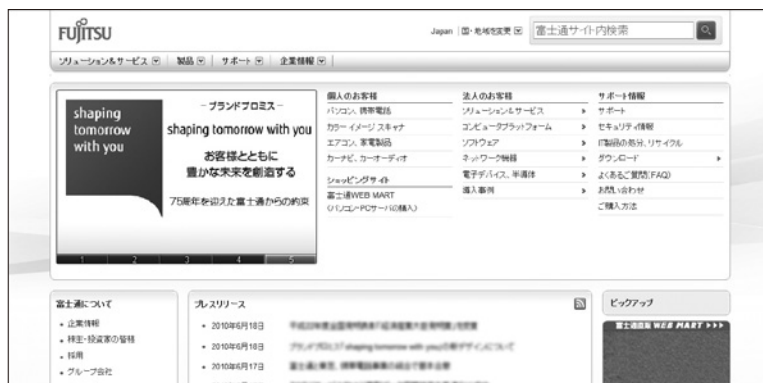 FUJITSU
Japan | 国・地域を変更
富士通サイト内検索
ソリューション&サービス | 製品 | サポート | 企業情報
shaping
tomorrow
with you
－ブランドプロミス－
shaping tomorrow with you
お客様とともに
豊かな未来を創造する
75周年を迎えた富士通からの約束
1 2 3 4 5
個人のお客様
パソコン、携帯電話
カラー イメージ スキャナ
エアコン、家電製品
カーナビ、カーオーディオ
ショッピングサイト
富士通WEB MART
(パソコン・PCサーバの購入)
法人のお客様
ソリューション&サービス
コンピュータプラットフォーム
ソフトウェア
ネットワーク機器
電子デバイス、半導体
導入事例
サポート情報
サポート
セキュリティ情報
IT製品の処分、リサイクル
ダウンロード
よくあるご質問(FAQ)
お問い合わせ
ご購入方法
富士通について
企業情報
株主・投資家の皆様
採用
グループ会社
プレスリリース
2010年6月18日
2010年6月18日
2010年6月17日
ピックアップ
富士通直販 WEB MART